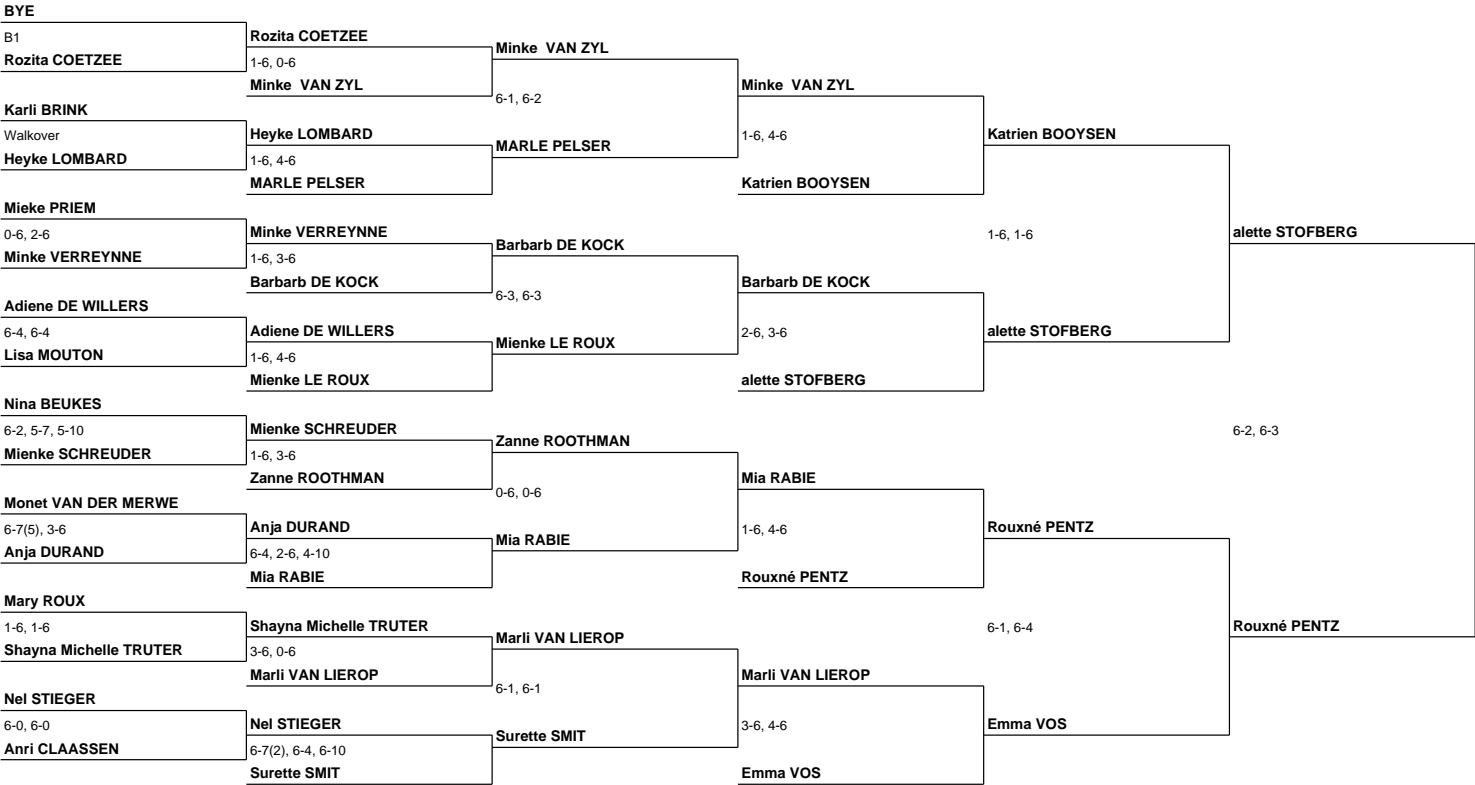 BYE
B1
Rozita COETZEE
Karli BRINK
Walkover
Heyke LOMBARD
Mieke PRIEM
0-6, 2-6
Minke VERREYNNE
Adiene DE WILLERS
6-4, 6-4
Lisa MOUTON
Nina BEUKES
6-2, 5-7, 5-10
Mienke SCHREUDER
Monet VAN DER MERWE
6-7(5), 3-6
Anja DURAND
Mary ROUX
1-6, 1-6
Shayna Michelle TRUTER
Nel STIEGER
6-0, 6-0
Anri CLAASSEN
Rozita COETZEE
1-6, 0-6
Minke  VAN ZYL
Heyke LOMBARD
1-6, 4-6
MARLE PELSER
Minke VERREYNNE
1-6, 3-6
Barbarb DE KOCK
Adiene DE WILLERS
1-6, 4-6
Mienke LE ROUX
Mienke SCHREUDER
1-6, 3-6
Zanne ROOTHMAN
Anja DURAND
6-4, 2-6, 4-10
Mia RABIE
Shayna Michelle TRUTER
3-6, 0-6
Marli VAN LIEROP
Nel STIEGER
6-7(2), 6-4, 6-10
Surette SMIT
Minke  VAN ZYL
6-1, 6-2
MARLE PELSER
Barbarb DE KOCK
6-3, 6-3
Mienke LE ROUX
Zanne ROOTHMAN
0-6, 0-6
Mia RABIE
Marli VAN LIEROP
6-1, 6-1
Surette SMIT
Minke  VAN ZYL
1-6, 4-6
Katrien BOOYSEN
Barbarb DE KOCK
2-6, 3-6
alette STOFBERG
Mia RABIE
1-6, 4-6
Rouxné PENTZ
Marli VAN LIEROP
3-6, 4-6
Emma VOS
Katrien BOOYSEN
1-6, 1-6
alette STOFBERG
Rouxné PENTZ
6-1, 6-4
Emma VOS
alette STOFBERG
6-2, 6-3
Rouxné PENTZ